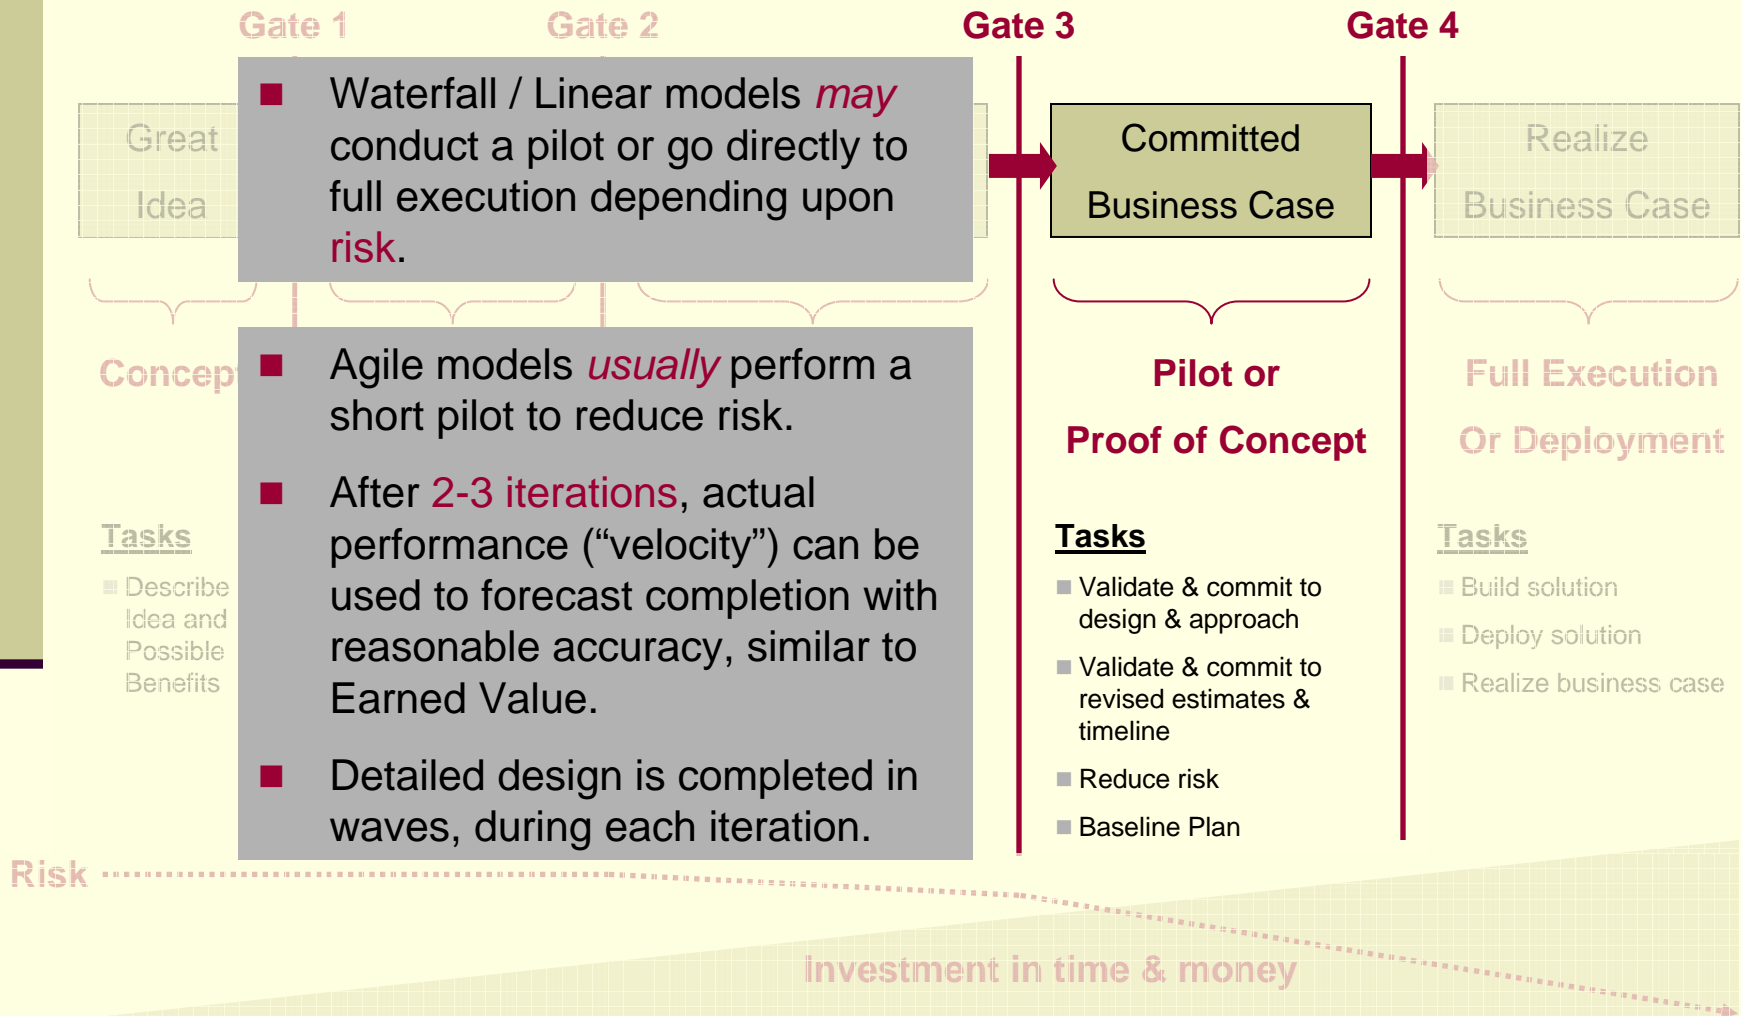 Gate 1
Gate 2
Gate 3
Gate 4
Great
Idea
■ Waterfall / Linear models may
conduct a pilot or go directly to
full execution depending upon
risk.
Committed
Business Case
Realize
Business Case
Concep
■ Agile models usually perform a
short pilot to reduce risk.
■ After 2-3 iterations, actual
performance (“velocity”) can be
used to forecast completion with
reasonable accuracy, similar to
Earned Value.
■ Detailed design is completed in
waves, during each iteration.
Pilot or
Proof of Concept
Full Execution
Or Deployment
Tasks
■ Describe
Idea and
Possible
Benefits
Tasks
■ Validate & commit to
design & approach
■ Validate & commit to
revised estimates &
timeline
■ Reduce risk
■ Baseline Plan
Tasks
■ Build solution
■ Deploy solution
■ Realize business case
Risk
Investment in time & money